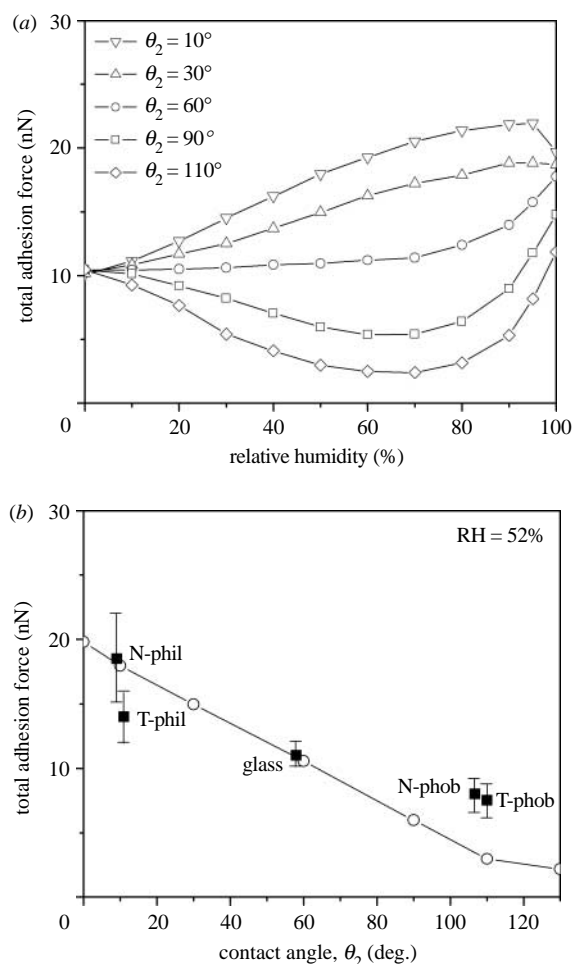 (a)
30
20
10
0
total adhesion force (nN)
θ2 = 10°
θ2 = 30°
θ2 = 60°
θ2 = 90°
θ2 = 110°
20
40
60
80
100
relative humidity (%)
(b)
30
20
10
0
total adhesion force (nN)
RH = 52%
N-phil
T-phil
glass
N-phob
T-phob
20
40
60
80
100
120
contact angle, θ2 (deg.)